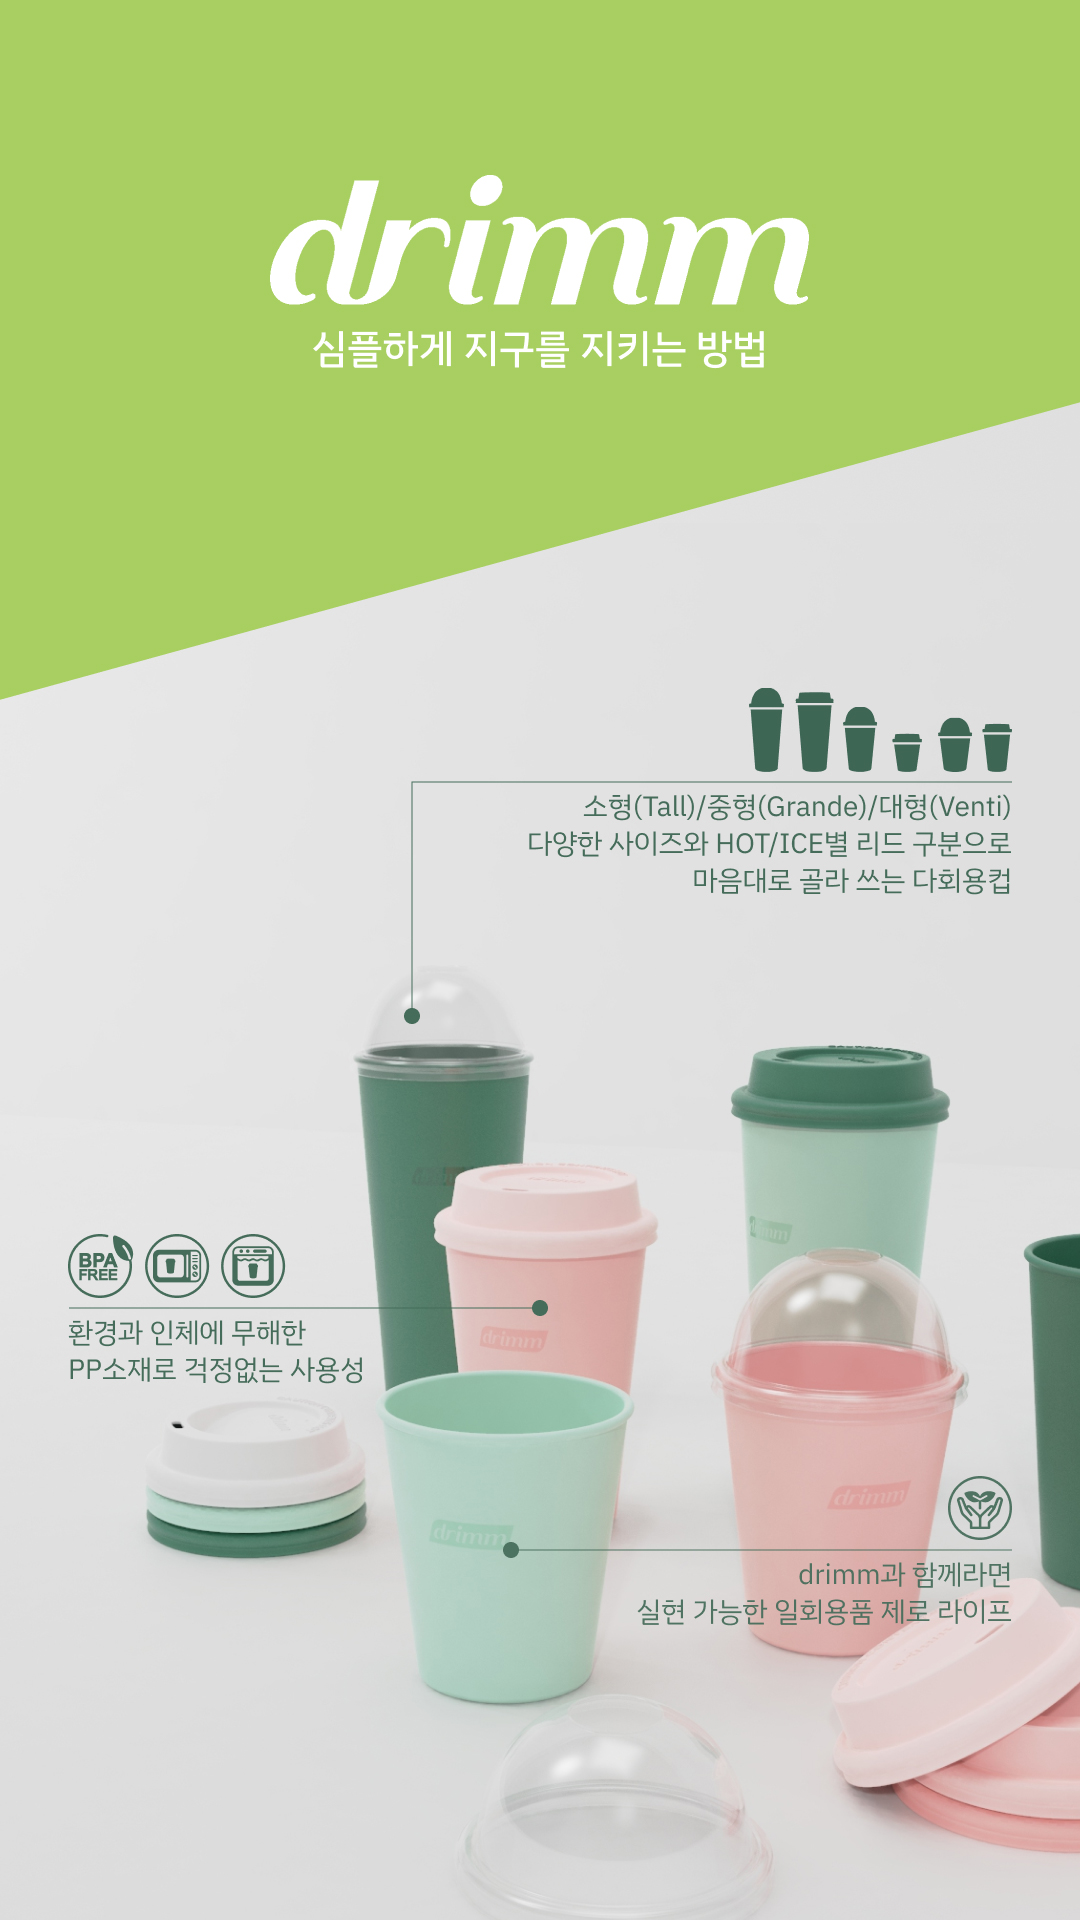 drimm
심플하게 지구를 지키는 방법
소형(Tall)/중형(Grande)/대형(Venti)
다양한 사이즈와 HOT/ICE별 리드 구분으로
마음대로 골라 쓰는 다회용컵
drimm
drimm
BPA
FREE
환경과 인체에 무해한
PP소재로 걱정없는 사용성
drimm
drimm
drimm과 함께라면
실현 가능한 일회용품 제로 라이프